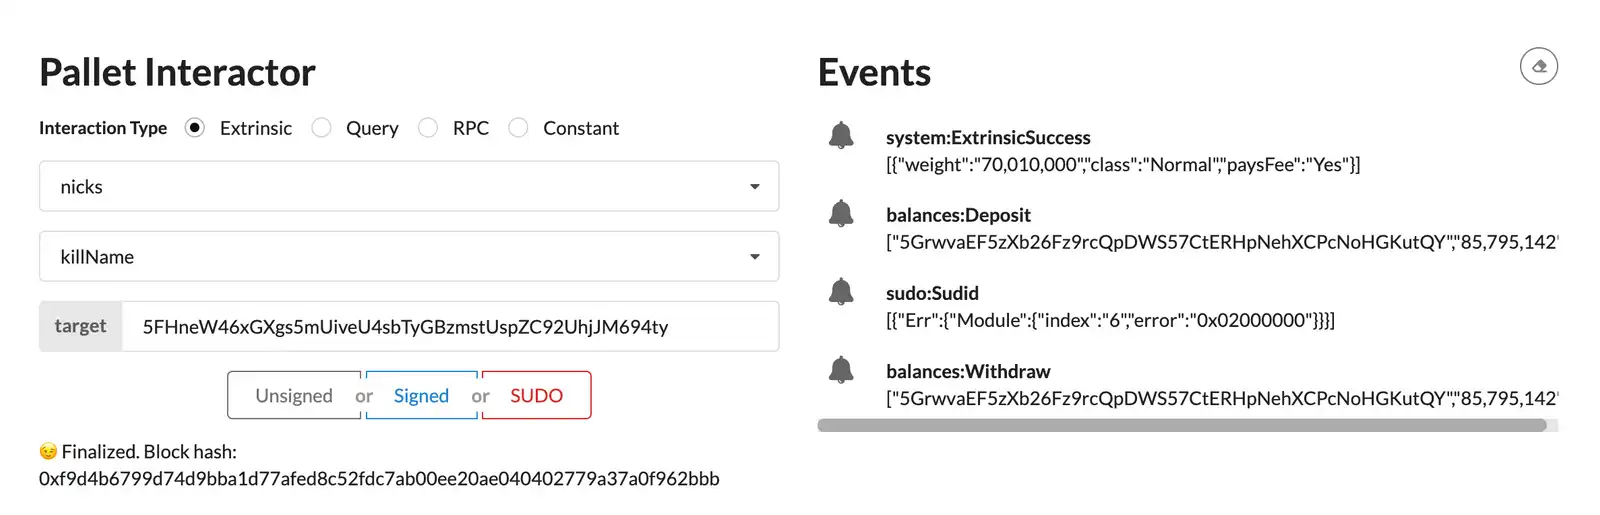 Pallet Interactor
Interaction Type Extrinsic Query RPC Constant
nicks
killName
target 5FHneW46xGXgs5mUiveU4sbTyGBzmstUspZC92UhjJM694ty
Unsigned or Signed or SUDO
😉 Finalized. Block hash:
0xf9d4b6799d74d9bba1d77afed8c52fdc7ab00ee20ae040402779a37a0f962bbb
Events
system:ExtrinsicSuccess
[{"weight":"70,010,000","class":"Normal","paysFee":"Yes"}]
balances:Deposit
["5GrwvaEF5zXb26Fz9rcQpDWS57CtERHpNehXCPcNoHGKutQY","85,795,142"
sudo:Sudid
[{"Err":{"Module":{"index":"6","error":"0x02000000"}}}]
balances:Withdraw
["5GrwvaEF5zXb26Fz9rcQpDWS57CtERHpNehXCPcNoHGKutQY","85,795,142"